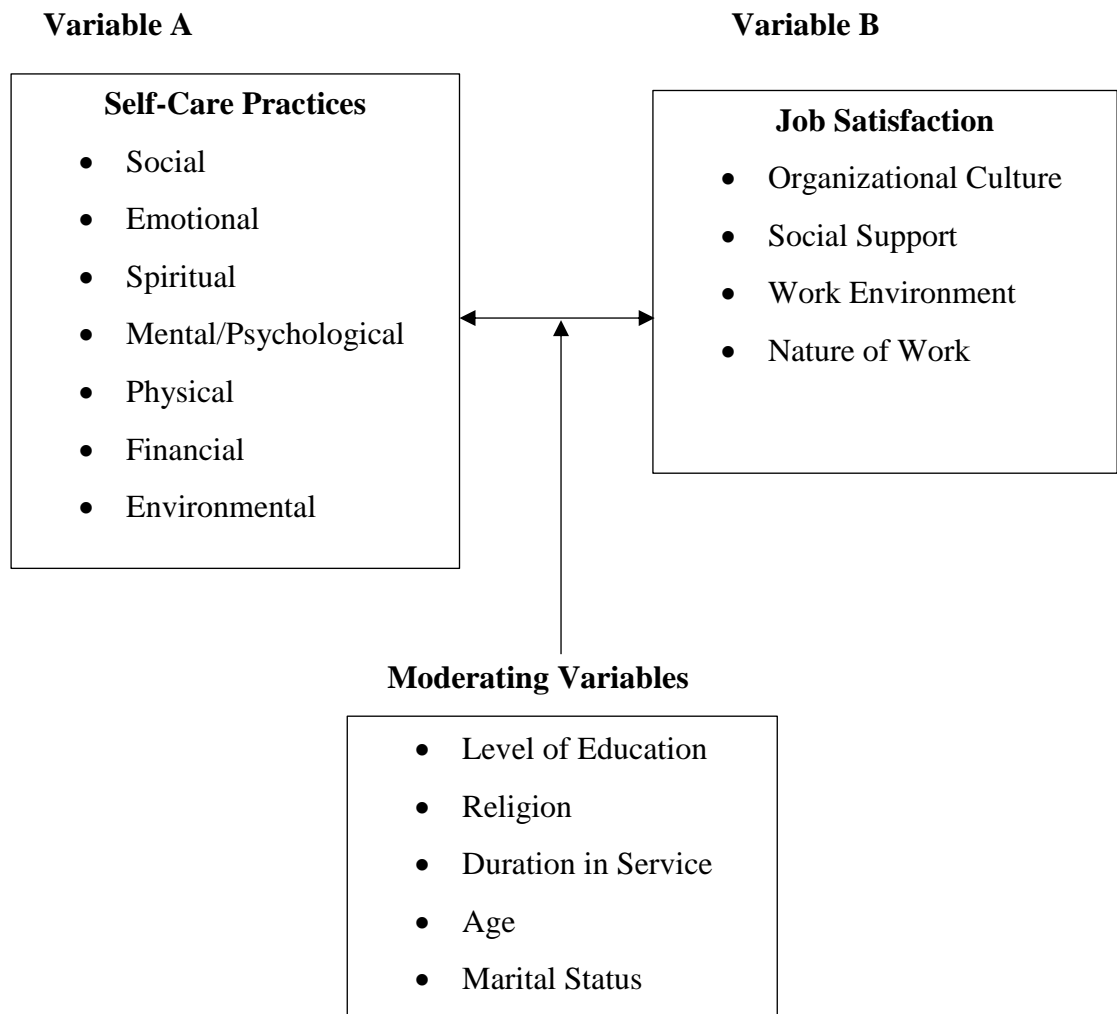 Variable A
Variable B
Self-Care Practices
• Social
• Emotional
• Spiritual
• Mental/Psychological
• Physical
• Financial
• Environmental
Job Satisfaction
• Organizational Culture
• Social Support
• Work Environment
• Nature of Work
Moderating Variables
• Level of Education
• Religion
• Duration in Service
• Age
• Marital Status